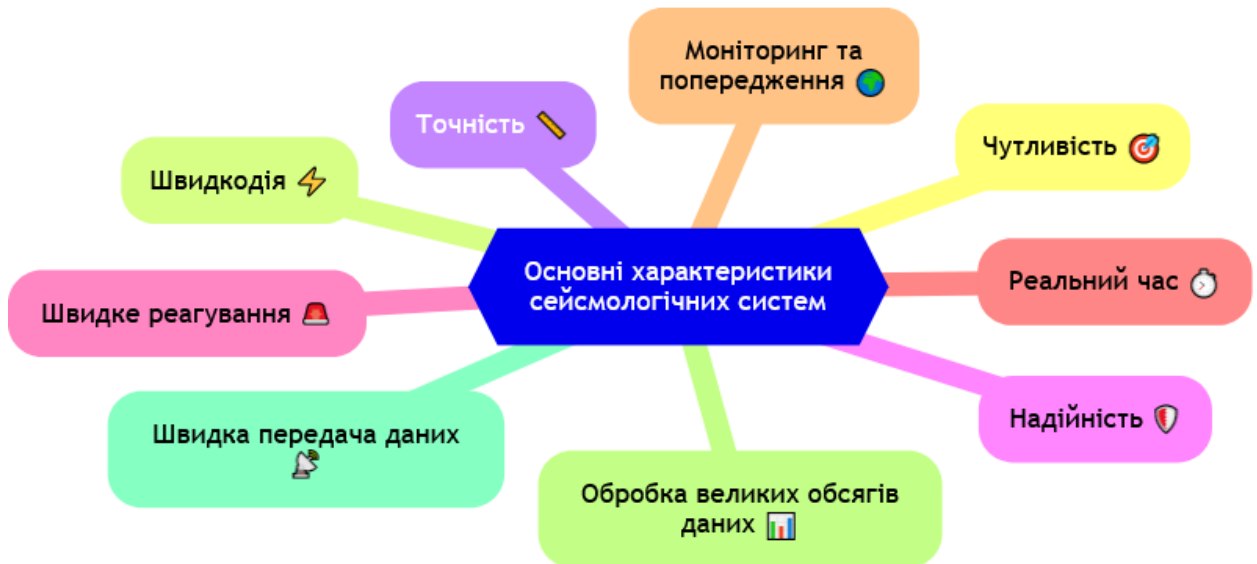 Моніторинг та
попередження 🌍
Точність 📏
Чутливість 🎯
Швидкодія ⚡
Основні характеристики
сейсмологічних систем
Реальний час ⏱
Швидке реагування 🚨
Надійність 🛡
Швидка передача даних
📡
Обробка великих обсягів
даних 📊